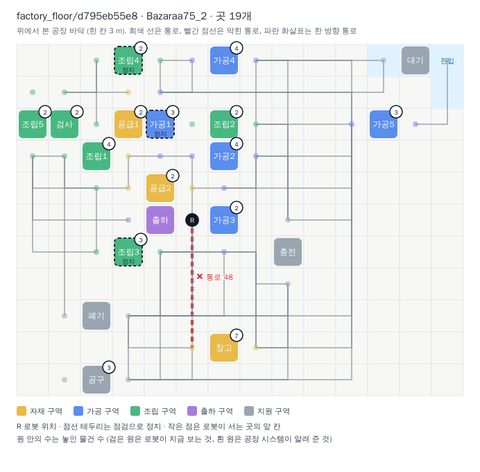 factory_floor/d795eb55e8 · Bazaraa75_2 · 곳 19개
위에서 본 공장 바닥 (한 칸 3 m). 회색 선은 통로, 빨간 점선은 막힌 통로, 파란 화살표는 한 방향 통로
조립4 2
정지
가공4 4
대기
진입
조립5 2
검사 2
공급1 2
가공1 3
정지
조립2 2
가공5 3
조립1 4
가공2 4
공급2 2
출하
R
가공3 2
조립3 3
정지
충전
✖ 통로 48
폐기
창고 7
공구 3
자재 구역
가공 구역
조립 구역
출하 구역
지원 구역
R 로봇 위치 · 점선 테두리는 점검으로 정지 · 작은 점은 로봇이 서는 곳의 앞 칸
원 안의 수는 놓인 물건 수 (검은 원은 로봇이 지금 보는 것, 흰 원은 공장 시스템이 알려 준 것)